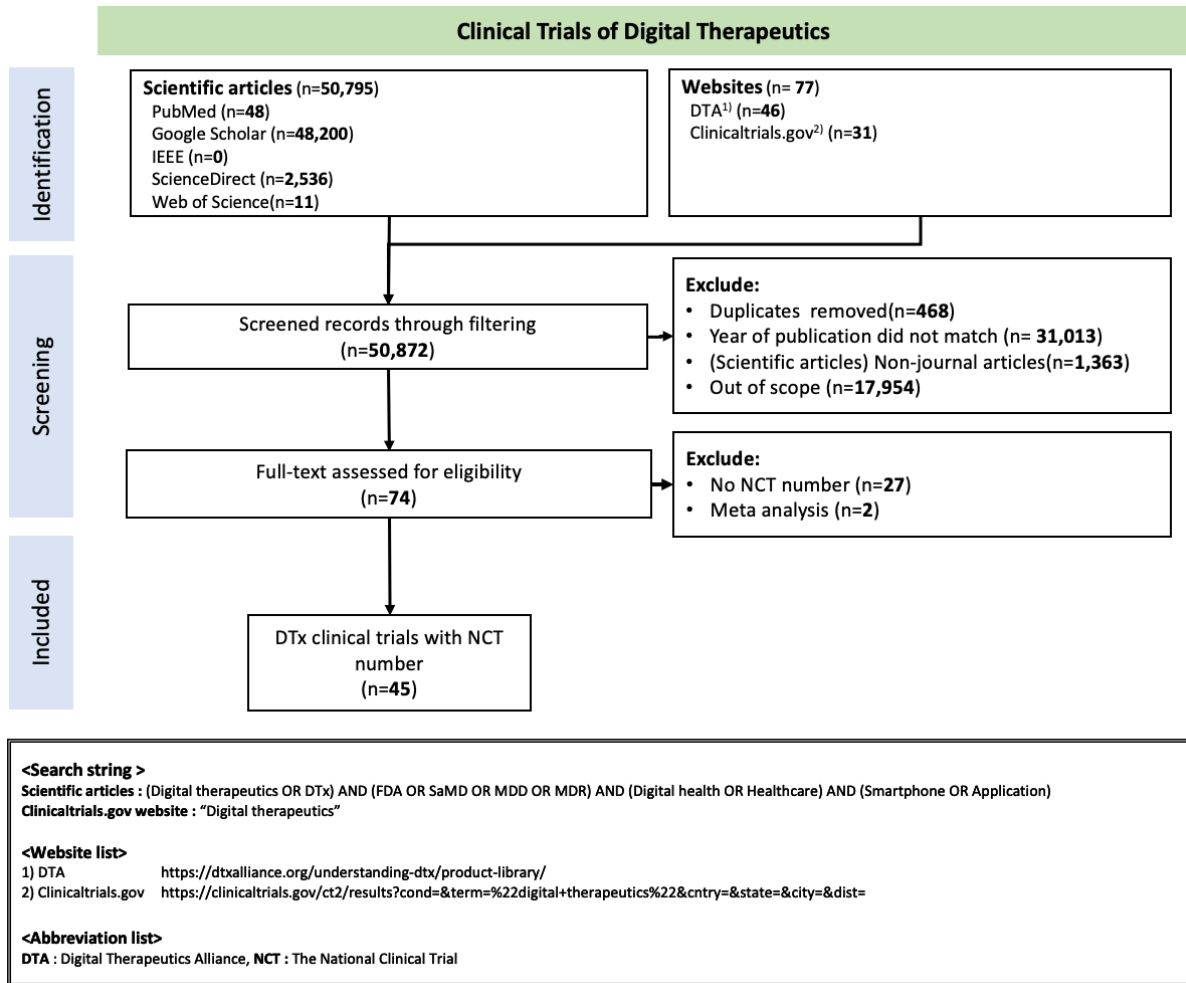 Clinical Trials of Digital Therapeutics
Identification
Scientific articles (n=50,795)
PubMed (n=48)
Google Scholar (n=48,200)
IEEE (n=0)
ScienceDirect (n=2,536)
Web of Science(n=11)
Websites (n= 77)
DTA1) (n=46)
Clinicaltrials.gov2) (n=31)
Screening
Screened records through filtering
(n=50,872)
Exclude:
• Duplicates removed(n=468)
• Year of publication did not match (n= 31,013)
• (Scientific articles) Non-journal articles(n=1,363)
• Out of scope (n=17,954)
Full-text assessed for eligibility
(n=74)
Exclude:
• No NCT number (n=27)
• Meta analysis (n=2)
Included
DTx clinical trials with NCT
number
(n=45)
<Search string >
Scientific articles : (Digital therapeutics OR DTx) AND (FDA OR SaMD OR MDD OR MDR) AND (Digital health OR Healthcare) AND (Smartphone OR Application)
Clinicaltrials.gov website : “Digital therapeutics”
<Website list>
1) DTA https://dtxalliance.org/understanding-dtx/product-library/
2) Clinicaltrials.gov https://clinicaltrials.gov/ct2/results?cond=&term=%22digital+therapeutics%22&cntry=&state=&city=&dist=
<Abbreviation list>
DTA : Digital Therapeutics Alliance, NCT : The National Clinical Trial